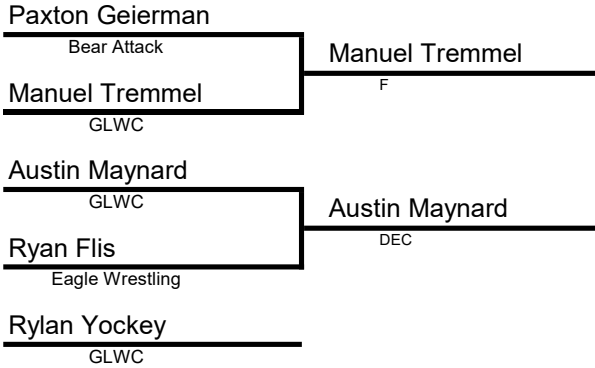 Paxton Geierman
Bear Attack
Manuel Tremmel
F
Manuel Tremmel
GLWC
Austin Maynard
GLWC
Austin Maynard
DEC
Ryan Flis
Eagle Wrestling
Rylan Yockey
GLWC